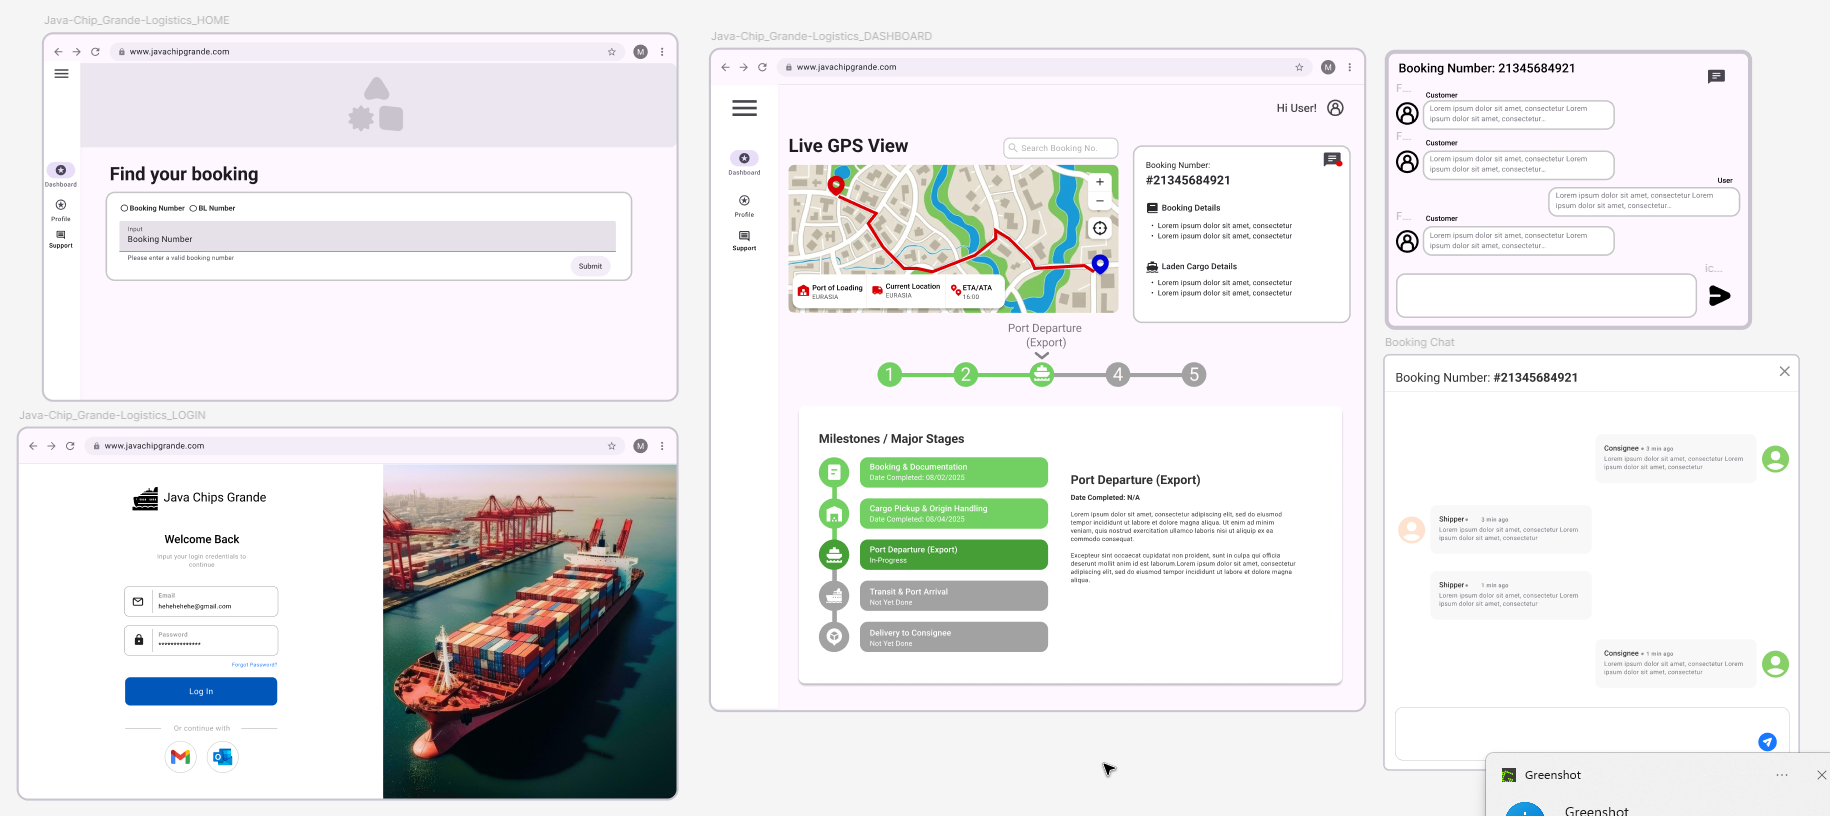 Java-Chip_Grande-Logistics_HOME
www.javachipgrande.com
M
Dashboard
Profile
Support
Find your booking
Booking Number
BL Number
Input
Booking Number
Please enter a valid booking number
Submit
Java-Chip_Grande-Logistics_LOGIN
www.javachipgrande.com
M
Java Chips Grande
Welcome Back
Input your login credentials to
continue
Email
hehehehehe@gmail.com
Password
**************
Forgot Password?
Log In
Or continue with
Java-Chip_Grande-Logistics_DASHBOARD
www.javachipgrande.com
M
Hi User!
Dashboard
Profile
Support
Live GPS View
Search Booking No.
+
−
Port of Loading
EURASIA
Current Location
EURASIA
ETA/ATA
16:00
Booking Number:
#21345684921
Booking Details
• Lorem ipsum dolor sit amet, consectetur
• Lorem ipsum dolor sit amet, consectetur
Laden Cargo Details
• Lorem ipsum dolor sit amet, consectetur
• Lorem ipsum dolor sit amet, consectetur
Port Departure
(Export)
1 2 4 5
Milestones / Major Stages
Booking & Documentation
Date Completed: 08/02/2025
Cargo Pickup & Origin Handling
Date Completed: 08/04/2025
Port Departure (Export)
In-Progress
Transit & Port Arrival
Not Yet Done
Delivery to Consignee
Not Yet Done
Port Departure (Export)
Date Completed: N/A
Lorem ipsum dolor sit amet, consectetur adipiscing elit, sed do eiusmod
tempor incididunt ut labore et dolore magna aliqua. Ut enim ad minim
veniam, quis nostrud exercitation ullamco laboris nisi ut aliquip ex ea
commodo consequat.
Excepteur sint occaecat cupidatat non proident, sunt in culpa qui officia
deserunt mollit anim id est laborum.Lorem ipsum dolor sit amet, consectetur
adipiscing elit, sed do eiusmod tempor incididunt ut labore et dolore magna
aliqua.
Booking Number: 21345684921
F...
Customer
Lorem ipsum dolor sit amet, consectetur Lorem
ipsum dolor sit amet, consectetur...
F...
Customer
Lorem ipsum dolor sit amet, consectetur Lorem
ipsum dolor sit amet, consectetur...
User
Lorem ipsum dolor sit amet, consectetur Lorem
ipsum dolor sit amet, consectetur...
F...
Customer
Lorem ipsum dolor sit amet, consectetur Lorem
ipsum dolor sit amet, consectetur...
ic...
Booking Chat
Booking Number: #21345684921
Consignee • 3 min ago
Lorem ipsum dolor sit amet, consectetur Lorem
ipsum dolor sit amet, consectetur
Shipper • 2 min ago
Lorem ipsum dolor sit amet, consectetur Lorem
ipsum dolor sit amet, consectetur
Shipper • 1 min ago
Lorem ipsum dolor sit amet, consectetur Lorem
ipsum dolor sit amet, consectetur
Consignee • 1 min ago
Lorem ipsum dolor sit amet, consectetur Lorem
ipsum dolor sit amet, consectetur
Greenshot
Greenshot